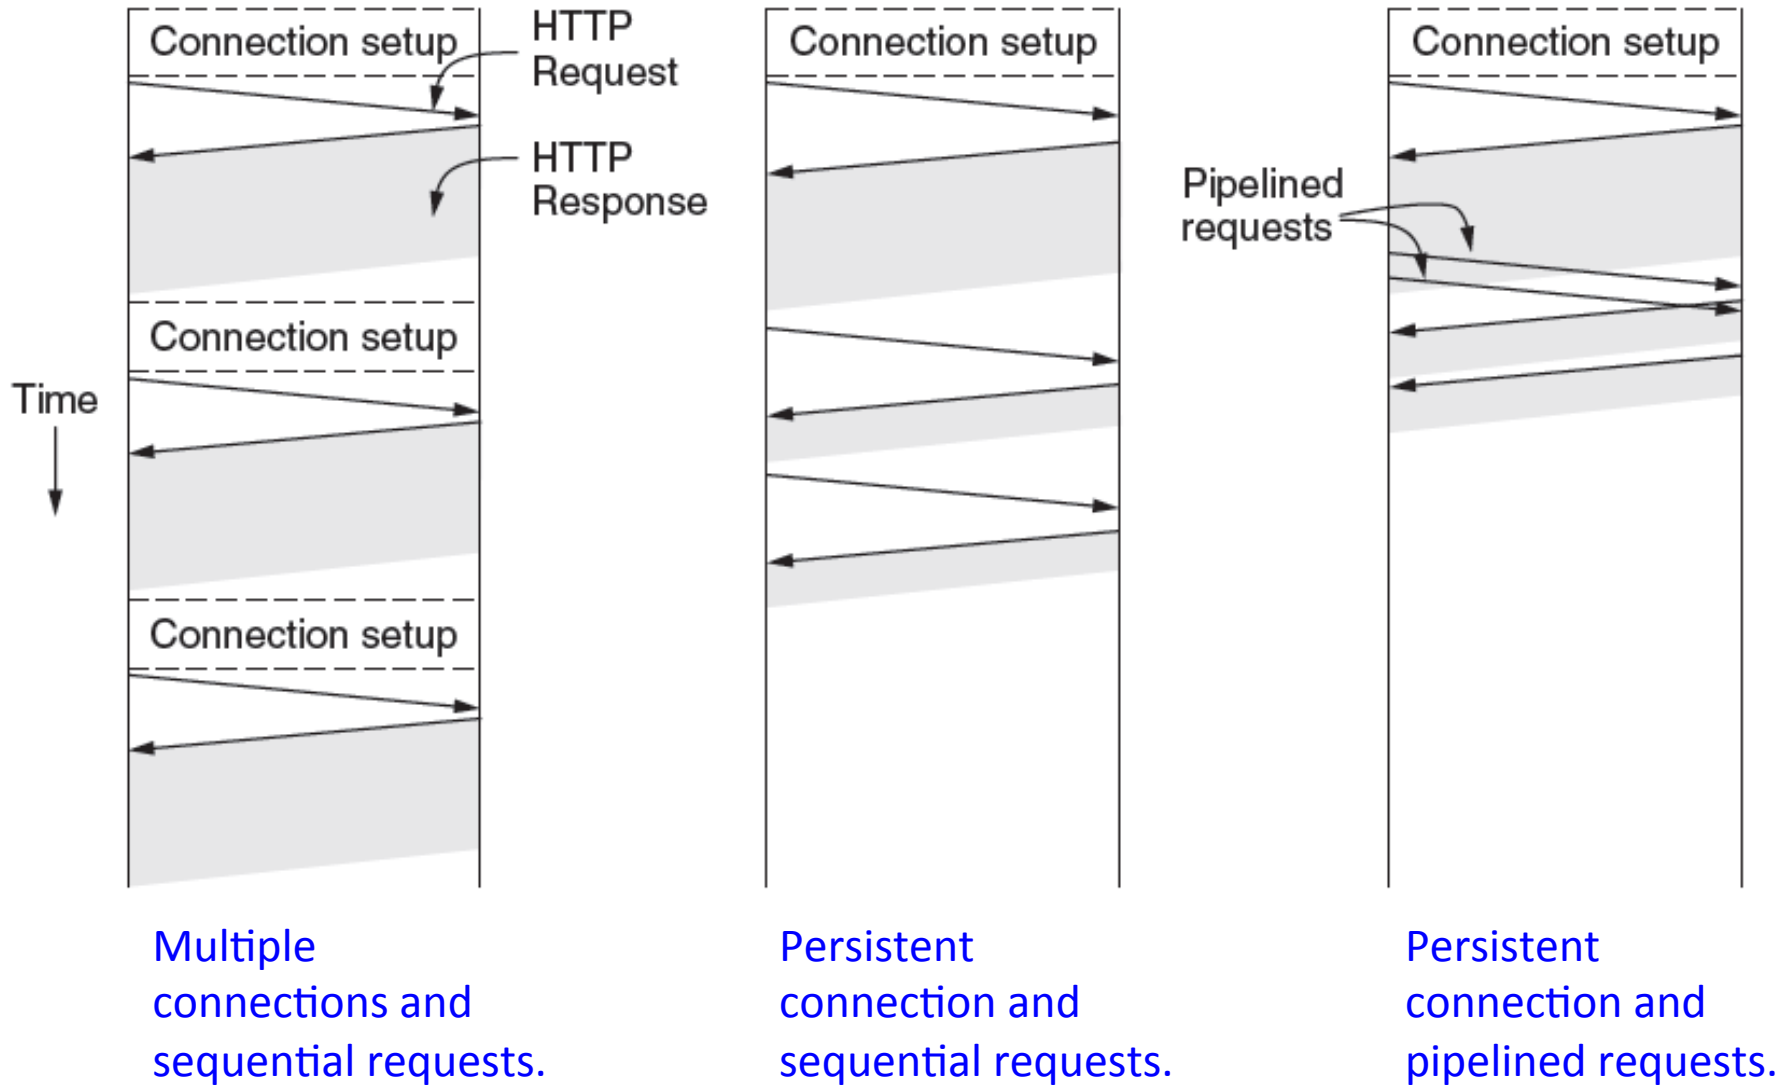 Connection setup
HTTP
Request
HTTP
Response
Connection setup
Time
Connection setup
Multiple
connections and
sequential requests.
Connection setup
Persistent
connection and
sequential requests.
Connection setup
Pipelined
requests
Persistent
connection and
pipelined requests.